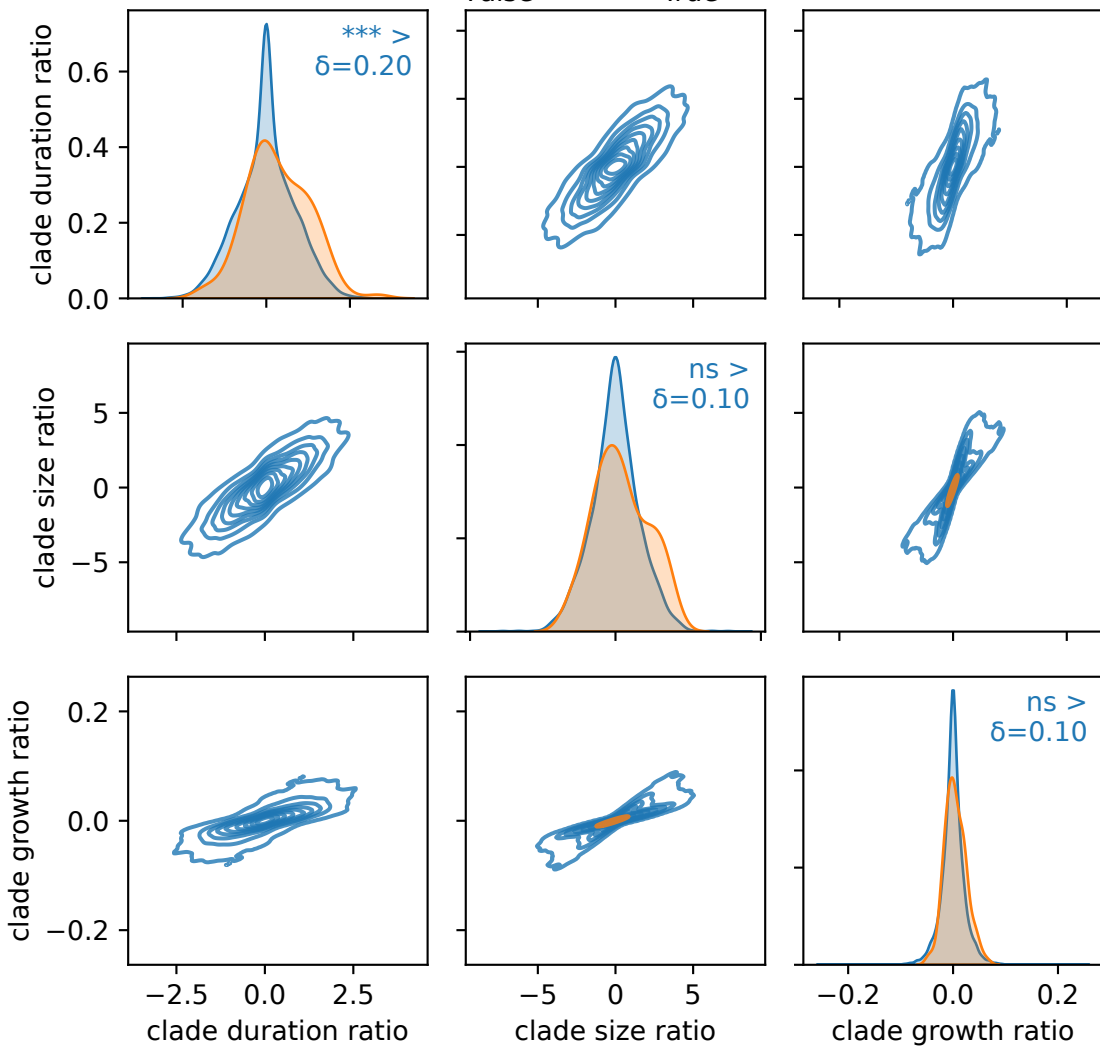 clade duration ratio
0.6
0.4
0.2
0.0
*** >
δ=0.20
clade size ratio
5
0
−5
ns >
δ=0.10
clade growth ratio
0.2
0.0
−0.2
ns >
δ=0.10
−2.5 0.0 2.5
clade duration ratio
−5 0 5
clade size ratio
−0.2 0.0 0.2
clade growth ratio